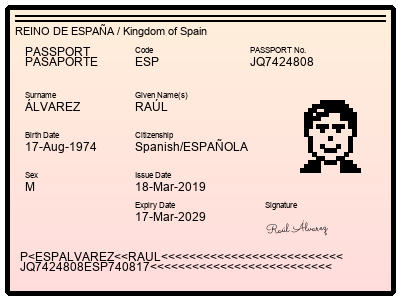 REINO DE ESPAÑA / Kingdom of Spain
PASSPORT Code PASSPORT No.
PASAPORTE ESP JQ7424808
Surname Given Name(s)
ÁLVAREZ RAÚL
Birth Date Citizenship
17-Aug-1974 Spanish/ESPAÑOLA
Sex Issue Date
M 18-Mar-2019
Expiry Date Signature
17-Mar-2029
Raúl Álvarez
P<ESPALVAREZ<<RAUL<<<<<<<<<<<<<<<<<<<<<<<<<<
JQ7424808ESP740817<<<<<<<<<<<<<<<<<<<<<<<<<<